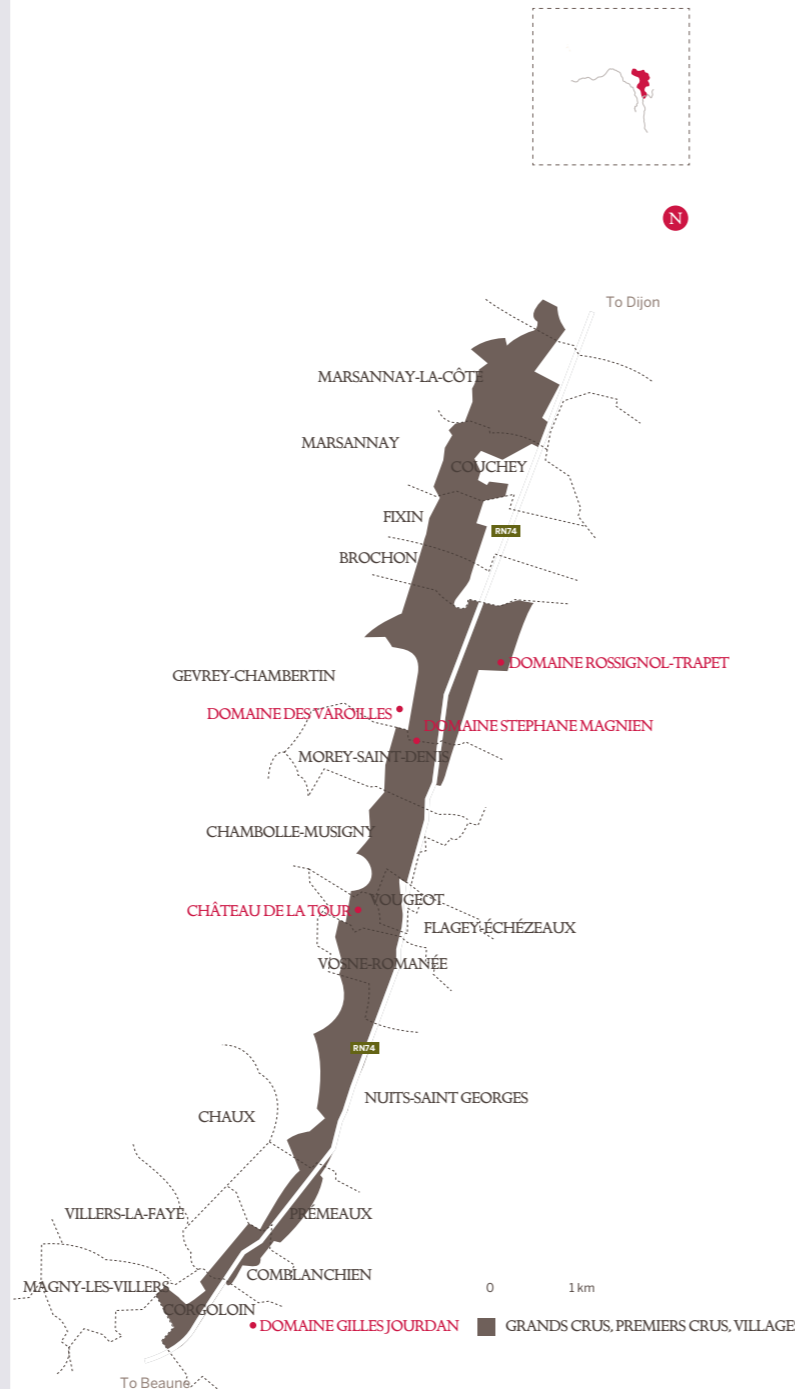 N
To Dijon
MARSANNAY-LA-CÔTE
MARSANNAY
COUCHEY
FIXIN
RN74
BROCHON
DOMAINE ROSSIGNOL-TRAPET
GEVREY-CHAMBERTIN
DOMAINE DES VAROILLES
DOMAINE STEPHANE MAGNIEN
MOREY-SAINT-DENIS
CHAMBOLLE-MUSIGNY
VOUGEOT
CHÂTEAU DE LA TOUR
FLAGEY-ÉCHÉZEAUX
VOSNE-ROMANÉE
RN74
NUITS-SAINT GEORGES
CHAUX
VILLERS-LA-FAYE
PRÉMEAUX
COMBLANCHIEN
MAGNY-LES-VILLERS
0 1 km
CORGOLOIN
DOMAINE GILLES JOURDAN
GRANDS CRUS, PREMIERS CRUS, VILLAGES
To Beaune